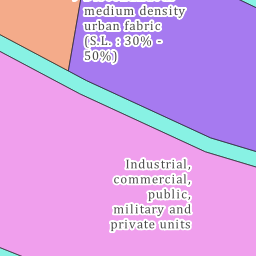 medium density
urban fabric
(S.L. : 30% -
50%)
Industrial,
commercial,
public,
military and
private units